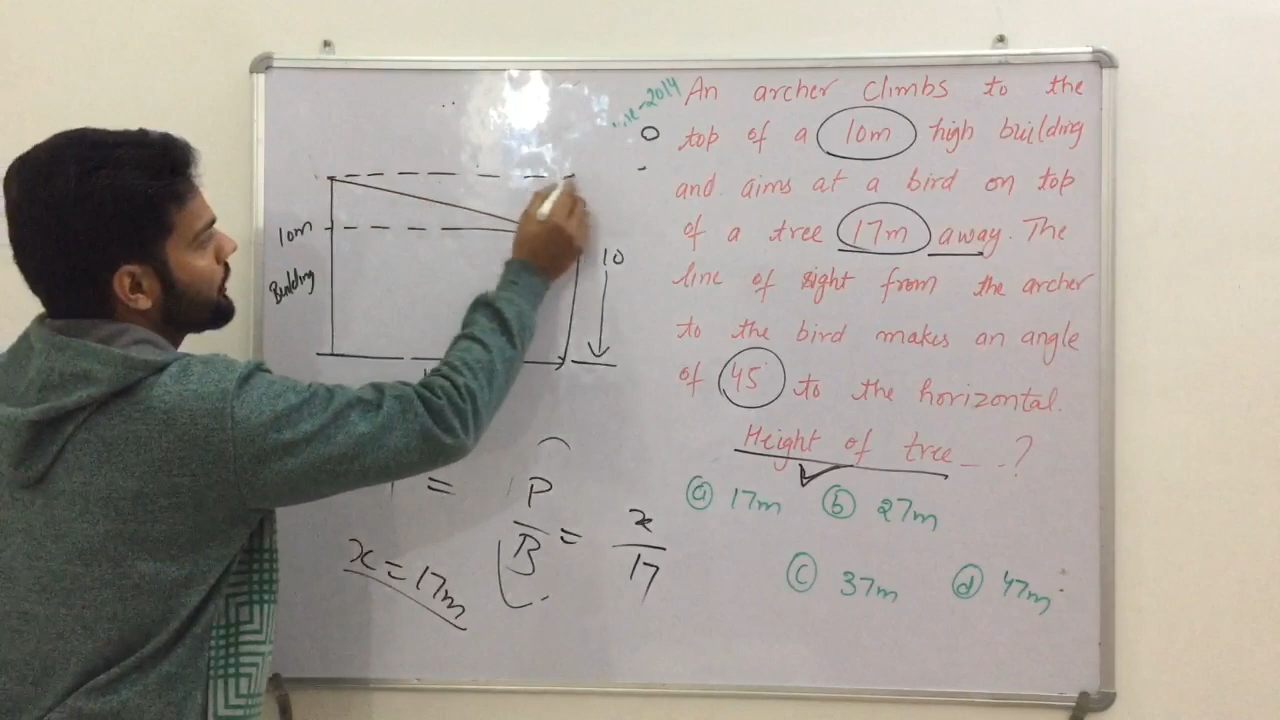 -2014
An archer climbs to the
top of a 10m high building
and aims at a bird on top
of a tree 17m away. The
line of sight from the archer
to the bird makes an angle
of 45° to the horizontal.
Height of tree - - . ?
ⓐ 17m ⓑ 27m
ⓒ 37m ⓓ 47m
10m
Building
10
= P/B = x/17
x = 17m